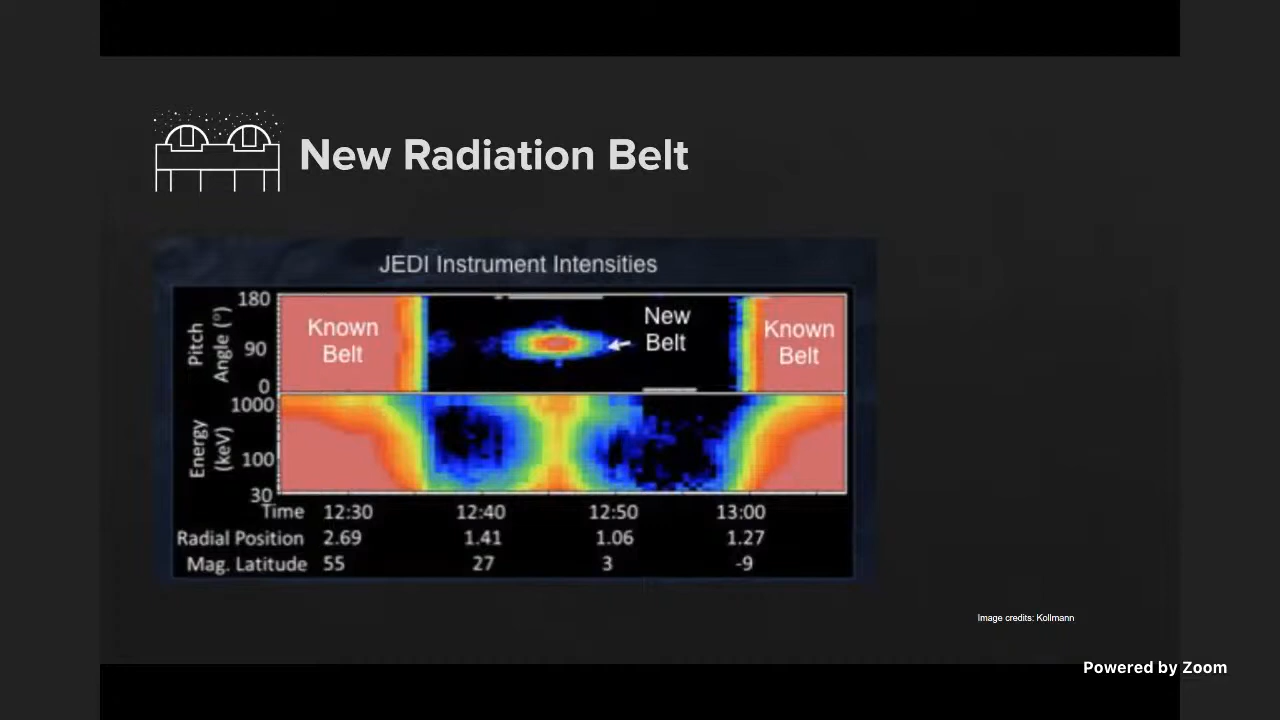 New Radiation Belt
JEDI Instrument Intensities
180
90
0
Pitch
Angle (°)
Known
Belt
New
Belt
Known
Belt
1000
100
30
Energy
(keV)
Time 12:30 12:40 12:50 13:00
Radial Position 2.69 1.41 1.06 1.27
Mag. Latitude 55 27 3 -9
Image credits: Kollmann
Powered by Zoom